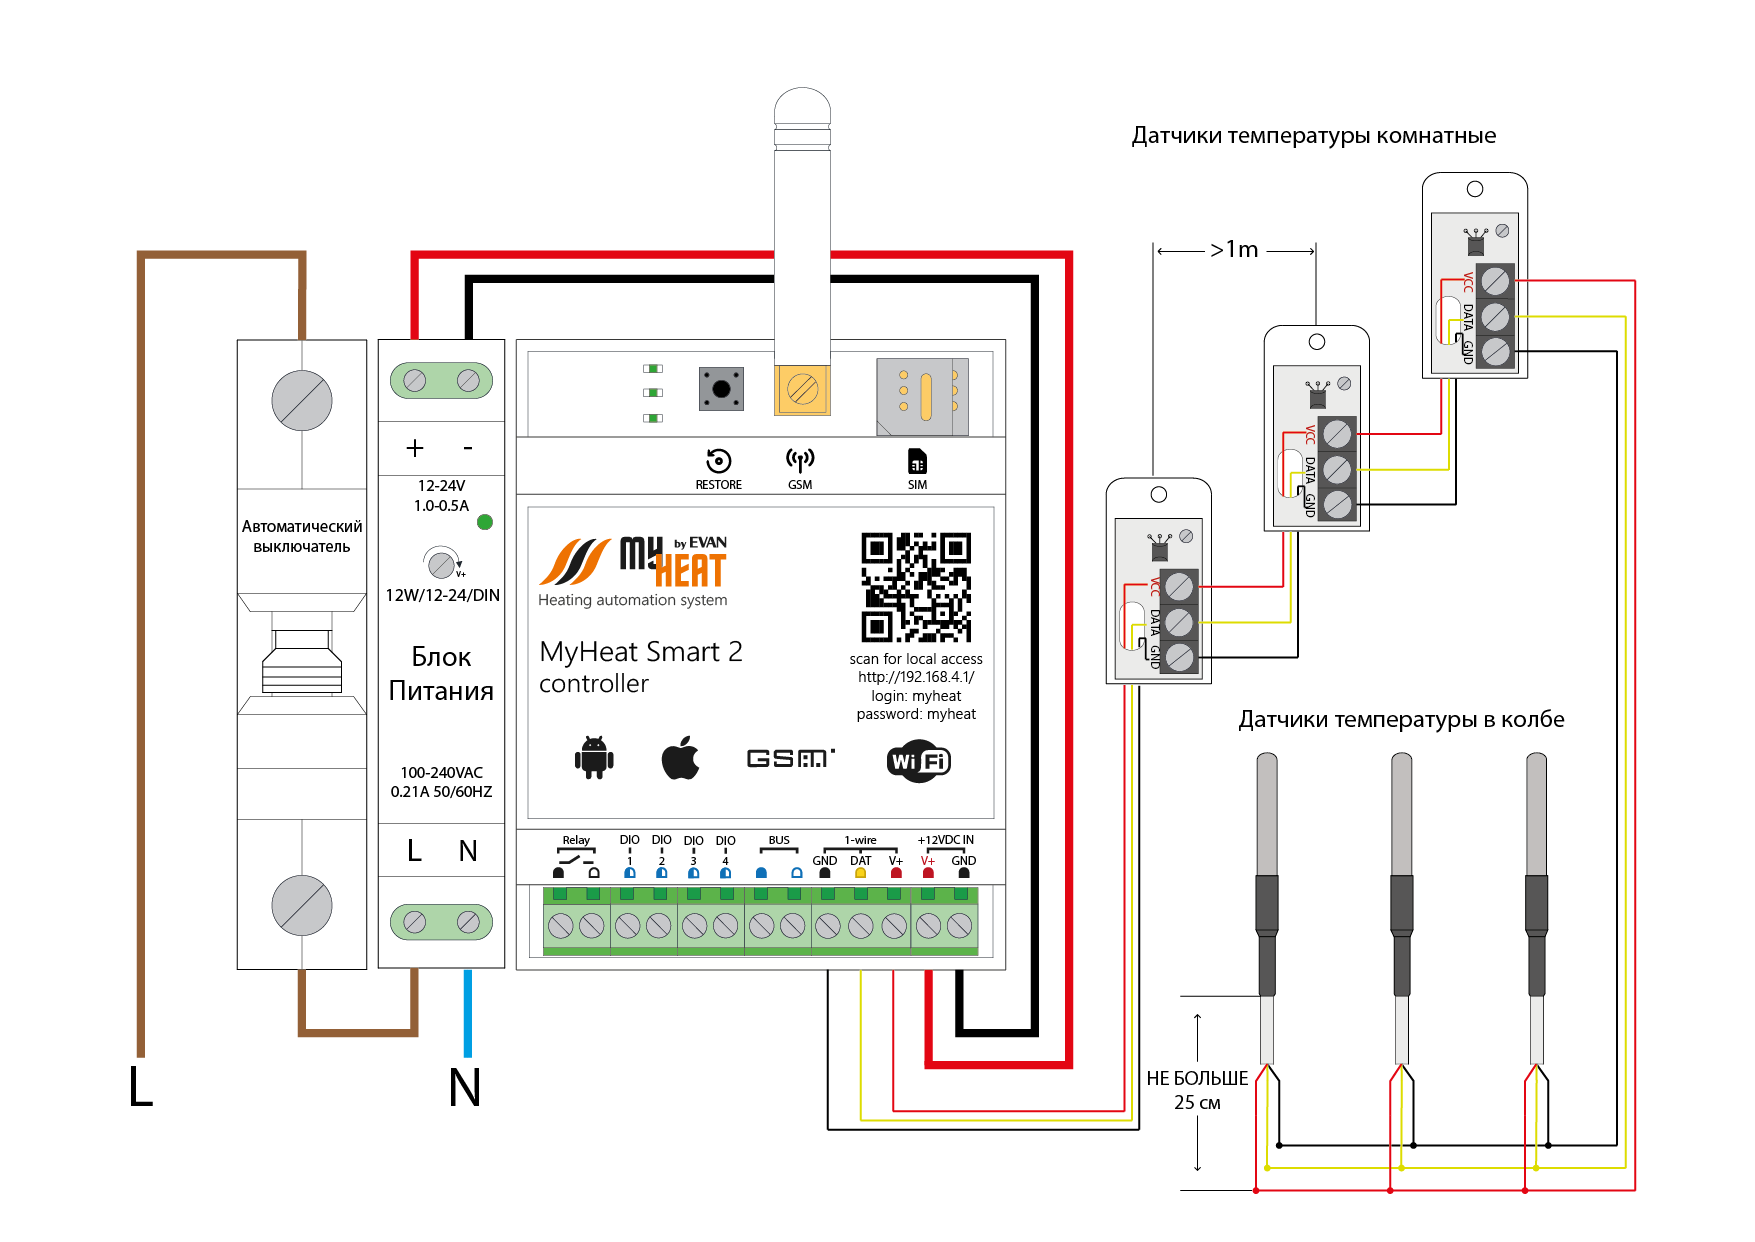 Датчики температуры комнатные
>1m
VCC
DATA
GND
VCC
DATA
GND
VCC
DATA
GND
Автоматический
выключатель
+ -
12-24V
1.0-0.5A
V+
12W/12-24/DIN
Блок
Питания
100-240VAC
0.21A 50/60HZ
L N
RESTORE
GSM
SIM
MY HEAT by EVAN
Heating automation system
MyHeat Smart 2
controller
scan for local access
http://192.168.4.1/
login: myheat
password: myheat
GSM
WiFi
Relay
DIO
1
DIO
2
DIO
3
DIO
4
BUS
1-wire
GND DAT V+
+12VDC IN
V+ GND
Датчики температуры в колбе
НЕ БОЛЬШЕ
25 см
L
N